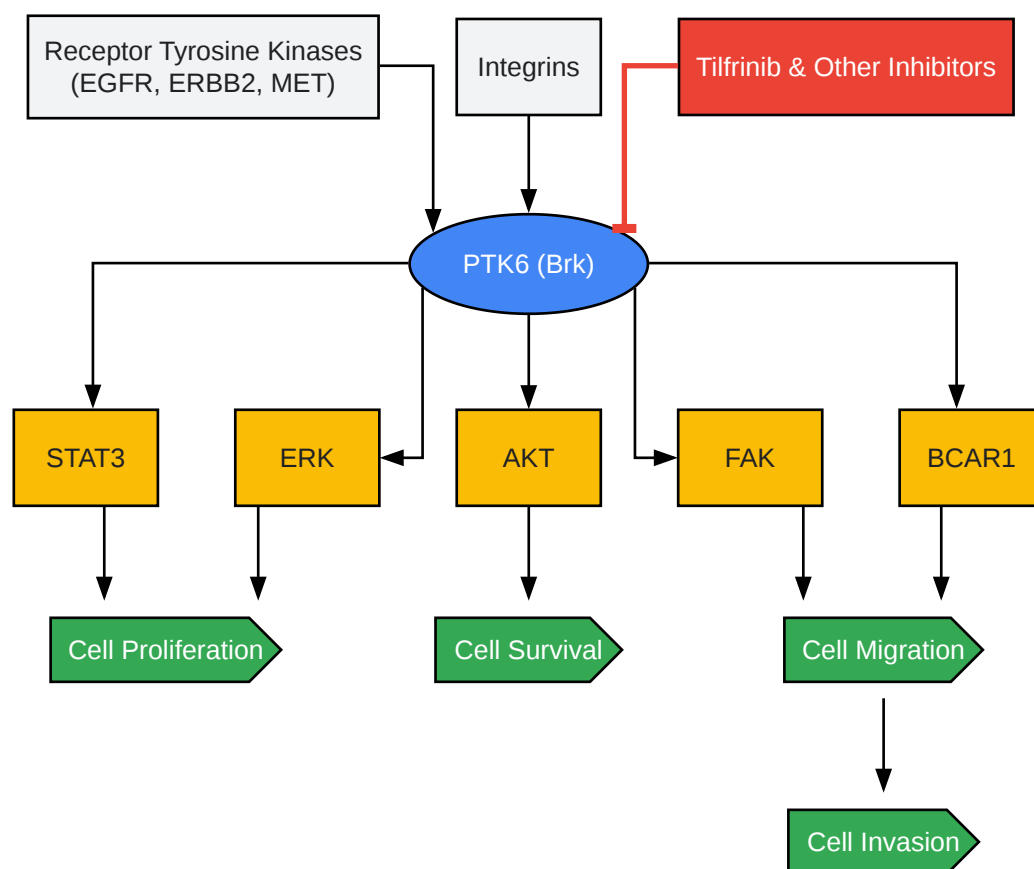 Receptor Tyrosine Kinases
(EGFR, ERBB2, MET)
Integrins
Tilfrinib & Other Inhibitors
PTK6 (Brk)
STAT3
ERK
AKT
FAK
BCAR1
Cell Proliferation
Cell Survival
Cell Migration
Cell Invasion